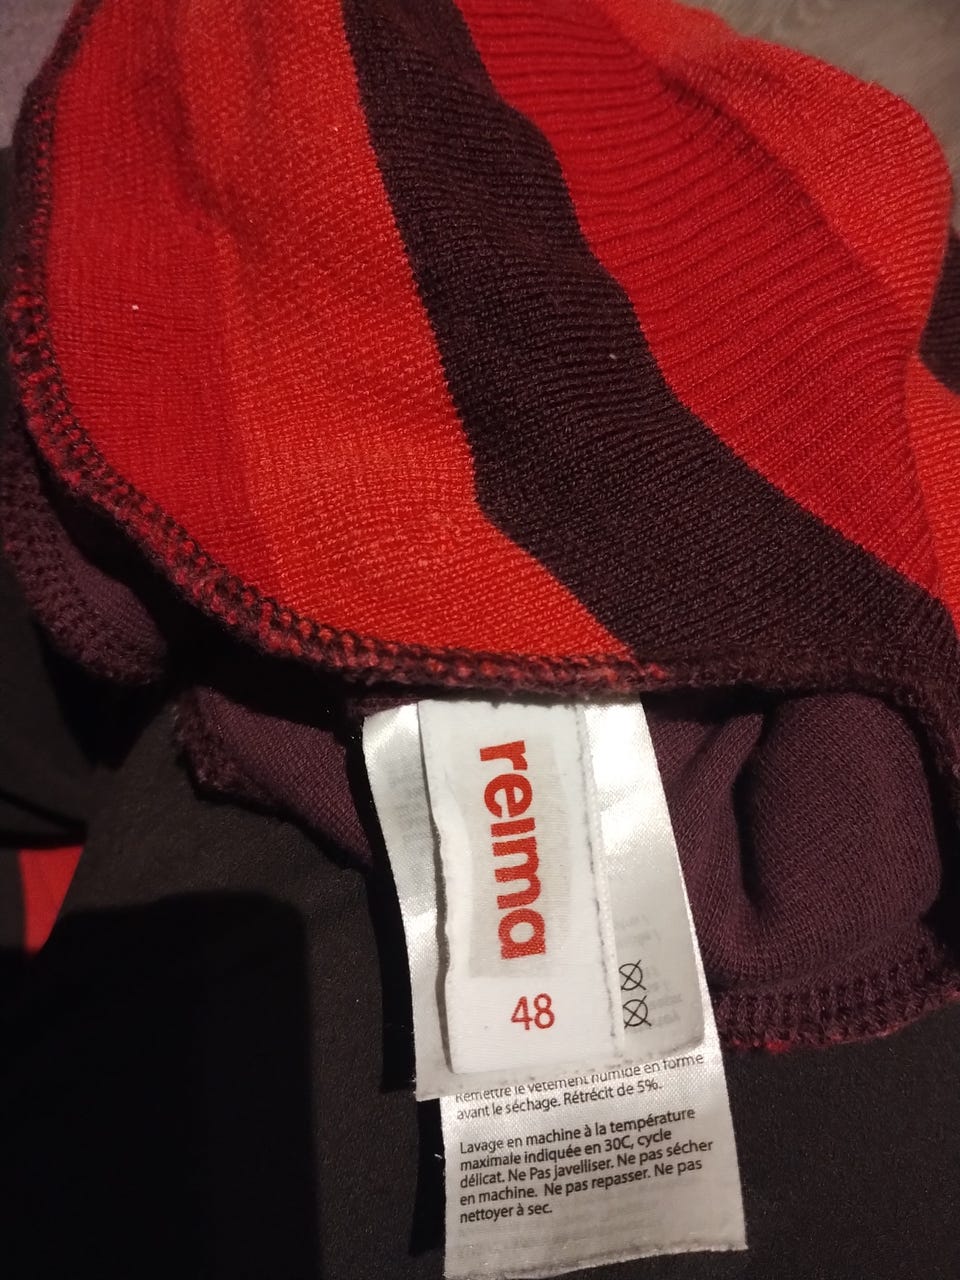 reima
48
Remettre le vêtement humide en forme
avant le séchage. Rétrécit de 5%.
Lavage en machine à la température
maximale indiquée en 30C, cycle
délicat. Ne Pas javelliser. Ne pas sécher
en machine. Ne pas repasser. Ne pas
nettoyer à sec.